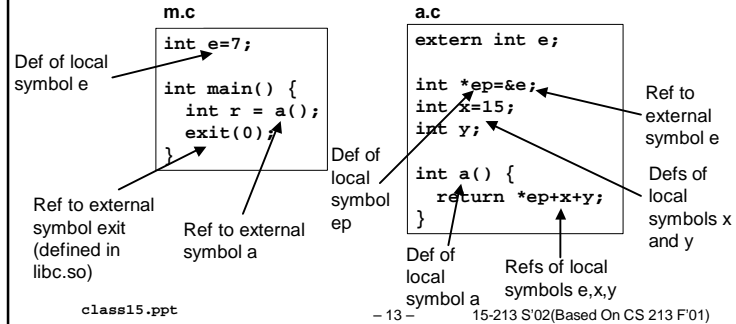 m.c
int e=7;
int main() {
int r = a();
exit(0);
}
Def of local
symbol e
Ref to external
symbol exit
(defined in
libc.so)
Ref to external
symbol a
a.c
extern int e;
int *ep=&e;
int x=15;
int y;
int a() {
return *ep+x+y;
}
Def of
local
symbol
ep
Ref to
external
symbol e
Defs of
local
symbols x
and y
Def of
local
symbol a
Refs of local
symbols e,x,y
class15.ppt
– 13 –
15-213 S'02(Based On CS 213 F'01)